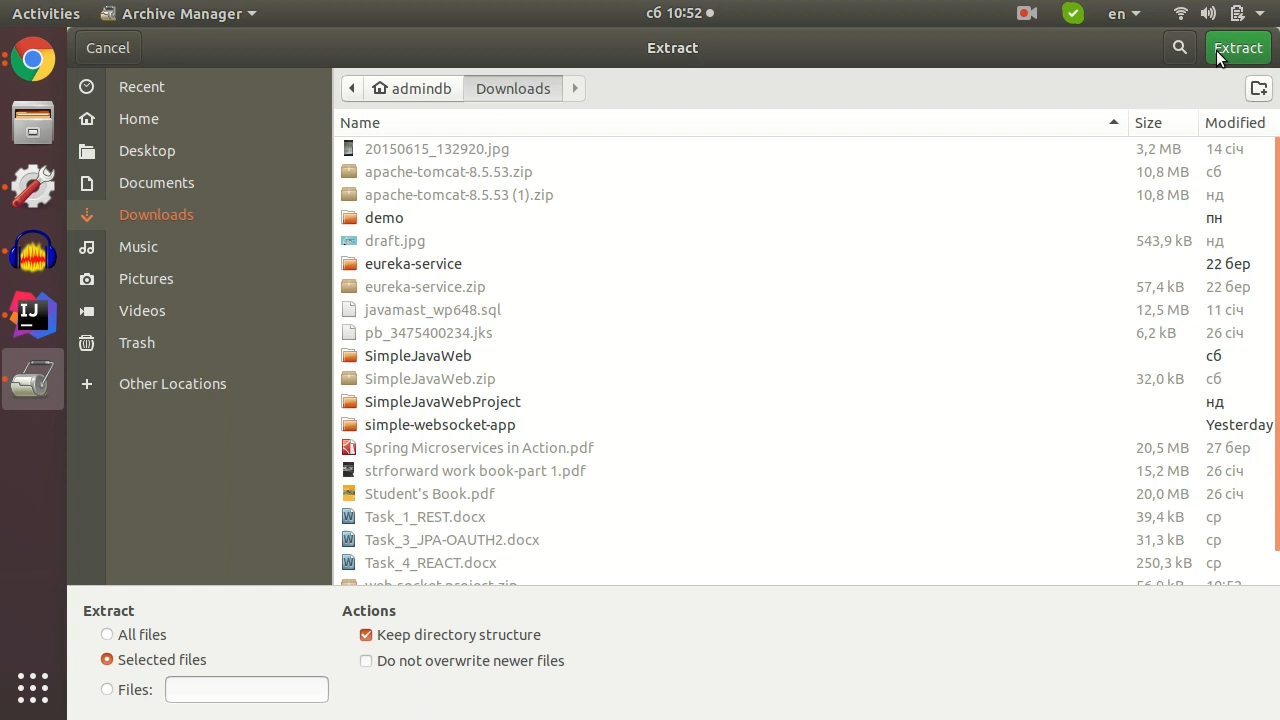 Activities Archive Manager сб 10:52 en
Cancel Extract Extract
Recent
Home
Desktop
Documents
Downloads
Music
Pictures
Videos
Trash
Other Locations
admindb Downloads
Name Size Modified
20150615_132920.jpg 3,2 MB 14 січ
apache-tomcat-8.5.53.zip 10,8 MB сб
apache-tomcat-8.5.53 (1).zip 10,8 MB нд
demo пн
draft.jpg 543,9 kB нд
eureka-service 22 бер
eureka-service.zip 57,4 kB 22 бер
javamast_wp648.sql 12,5 MB 11 січ
pb_3475400234.jks 6,2 kB 26 січ
SimpleJavaWeb сб
SimpleJavaWeb.zip 32,0 kB сб
SimpleJavaWebProject нд
simple-websocket-app Yesterday
Spring Microservices in Action.pdf 20,5 MB 27 бер
strforward work book-part 1.pdf 15,2 MB 26 січ
Student's Book.pdf 20,0 MB 26 січ
Task_1_REST.docx 39,4 kB ср
Task_3_JPA-OAUTH2.docx 31,3 kB ср
Task_4_REACT.docx 250,3 kB ср
Extract
All files
Selected files
Files:
Actions
Keep directory structure
Do not overwrite newer files